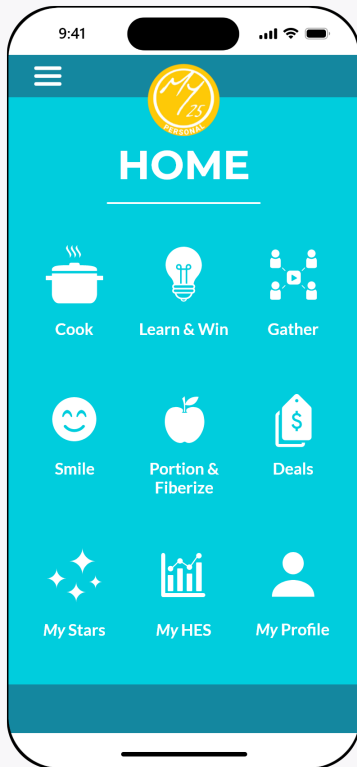 9:41
My
25
PERSONAL
HOME
Cook
Learn & Win
Gather
Smile
Portion &
Fiberize
$
Deals
My Stars
My HES
My Profile